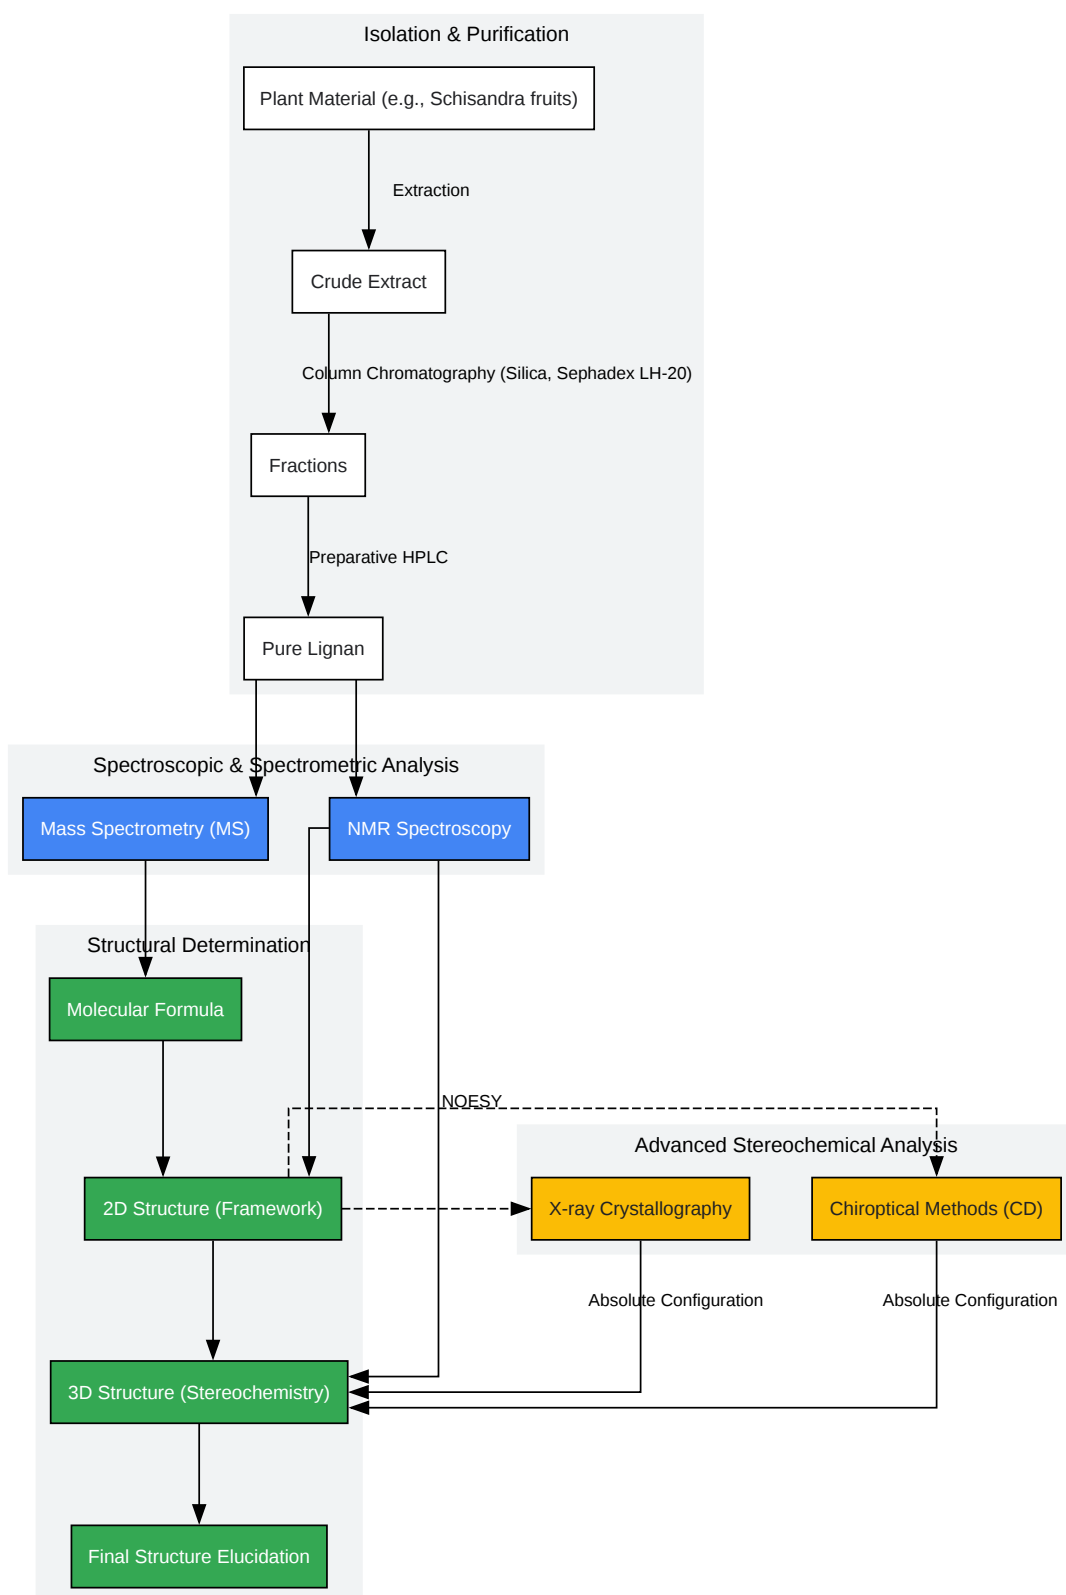 Isolation & Purification
Plant Material (e.g., Schisandra fruits)
Extraction
Crude Extract
Column Chromatography (Silica, Sephadex LH-20)
Fractions
Preparative HPLC
Pure Lignan
Spectroscopic & Spectrometric Analysis
Mass Spectrometry (MS)
NMR Spectroscopy
Structural Determination
Molecular Formula
NOESY
Advanced Stereochemical Analysis
2D Structure (Framework)
X-ray Crystallography
Chiroptical Methods (CD)
Absolute Configuration
Absolute Configuration
3D Structure (Stereochemistry)
Final Structure Elucidation